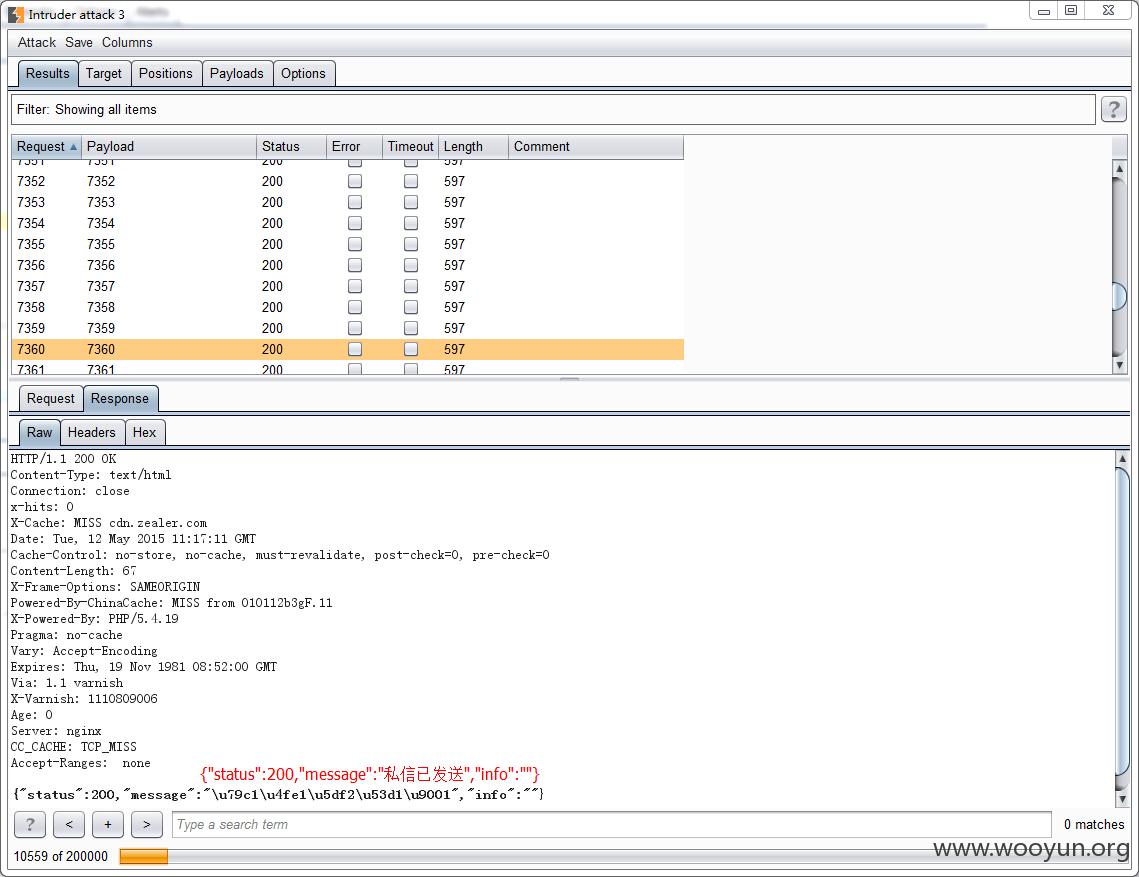 Intruder attack 3
Attack Save Columns
Results Target Positions Payloads Options
Filter: Showing all items ?
Request Payload Status Error Timeout Length Comment
7351 7351 200 597
7352 7352 200 597
7353 7353 200 597
7354 7354 200 597
7355 7355 200 597
7356 7356 200 597
7357 7357 200 597
7358 7358 200 597
7359 7359 200 597
7360 7360 200 597
7361 7361 200 597
Request Response
Raw Headers Hex
HTTP/1.1 200 OK
Content-Type: text/html
Connection: close
x-hits: 0
X-Cache: MISS cdn.zealer.com
Date: Tue, 12 May 2015 11:17:11 GMT
Cache-Control: no-store, no-cache, must-revalidate, post-check=0, pre-check=0
Content-Length: 67
X-Frame-Options: SAMEORIGIN
Powered-By-ChinaCache: MISS from 010112b3gF.11
X-Powered-By: PHP/5.4.19
Pragma: no-cache
Vary: Accept-Encoding
Expires: Thu, 19 Nov 1981 08:52:00 GMT
Via: 1.1 varnish
X-Varnish: 1110809006
Age: 0
Server: nginx
CC_CACHE: TCP_MISS
Accept-Ranges: none
{"status":200,"message":"私信已发送","info":""}
{"status":200,"message":"\u79c1\u4fe1\u5df2\u53d1\u9001","info":""}
? < + > Type a search term 0 matches
10559 of 200000
www.wooyun.org